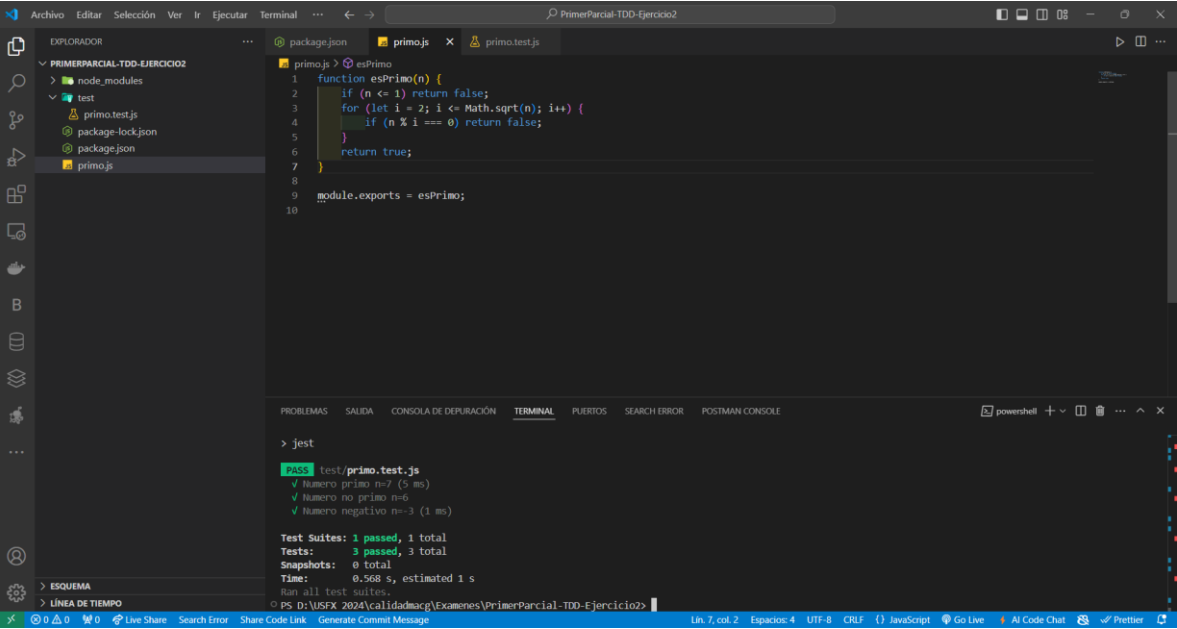 Archivo Editar Selección Ver Ir Ejecutar Terminal ··· PrimerParcial-TDD-Ejercicio2
EXPLORADOR ···
PRIMERPARCIAL-TDD-EJERCICIO2
node_modules
test
primo.test.js
package-lock.json
package.json
primo.js
ESQUEMA
LÍNEA DE TIEMPO
package.json primo.js primo.test.js
primo.js > esPrimo
1 function esPrimo(n) {
2 if (n <= 1) return false;
3 for (let i = 2; i <= Math.sqrt(n); i++) {
4 if (n % i === 0) return false;
5 }
6 return true;
7 }
8
9 module.exports = esPrimo;
10
PROBLEMAS SALIDA CONSOLA DE DEPURACIÓN TERMINAL PUERTOS SEARCH ERROR POSTMAN CONSOLE powershell
> jest
PASS test/primo.test.js
√ Numero primo n=7 (5 ms)
√ Numero no primo n=6
√ Numero negativo n=-3 (1 ms)
Test Suites: 1 passed, 1 total
Tests: 3 passed, 3 total
Snapshots: 0 total
Time: 0.568 s, estimated 1 s
Ran all test suites.
PS D:\USFX 2024\calidadmacg\Examenes\PrimerParcial-TDD-Ejercicio2>
0 0 0 Live Share Search Error Share Code Link Generate Commit Message Lín. 7, col. 2 Espacios: 4 UTF-8 CRLF {} JavaScript Go Live AI Code Chat Prettier